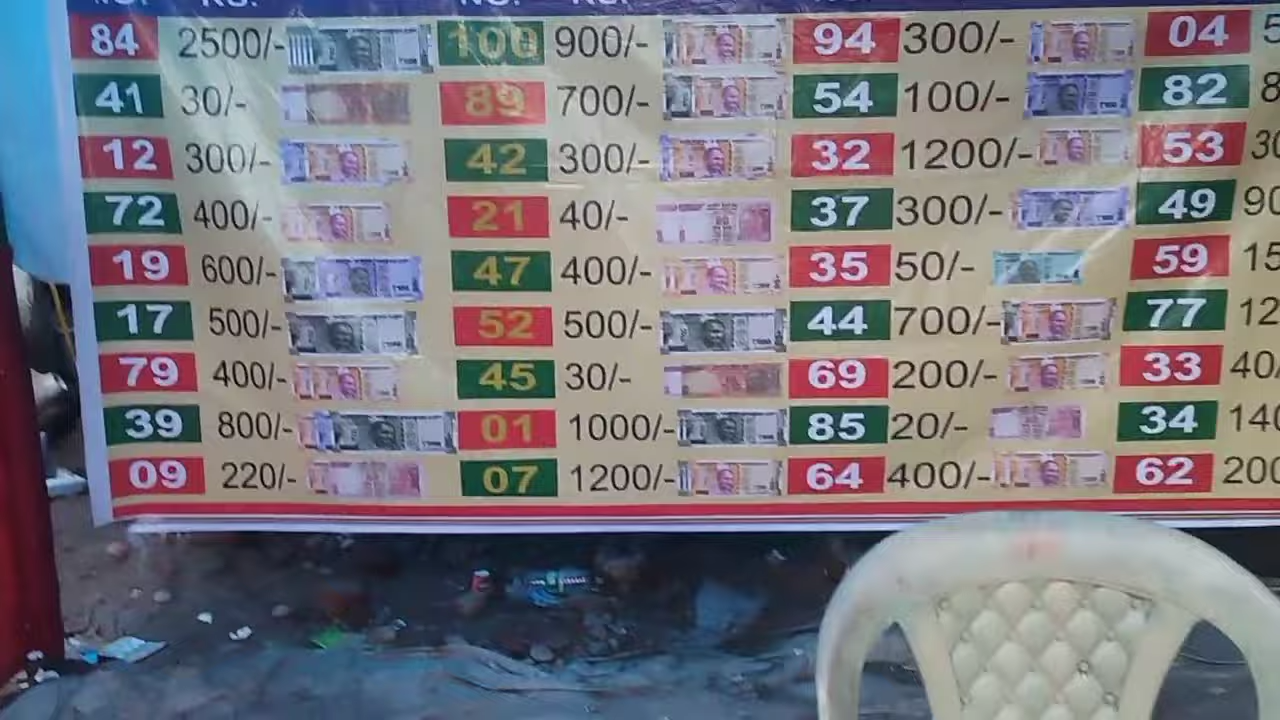 84 2500/- 100 900/- 94 300/- 04
41 30/- 89 700/- 54 100/- 82
12 300/- 42 300/- 32 1200/- 53
72 400/- 21 40/- 37 300/- 49
19 600/- 47 400/- 35 50/- 59
17 500/- 52 500/- 44 700/- 77
79 400/- 45 30/- 69 200/- 33
39 800/- 01 1000/- 85 20/- 34
09 220/- 07 1200/- 64 400/- 62